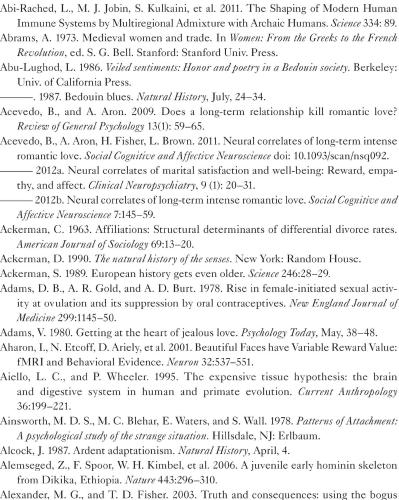 Abi-Rached, L., M. J. Jobin, S. Kulkaini, et al. 2011. The Shaping of Modern Human
Immune Systems by Multiregional Admixture with Archaic Humans. Science 334: 89.
Abrams, A. 1973. Medieval women and trade. In Women: From the Greeks to the French
Revolution, ed. S. G. Bell. Stanford: Stanford Univ. Press.
Abu-Lughod, L. 1986. Veiled sentiments: Honor and poetry in a Bedouin society. Berkeley:
Univ. of California Press.
———. 1987. Bedouin blues. Natural History, July, 24–34.
Acevedo, B., and A. Aron. 2009. Does a long-term relationship kill romantic love?
Review of General Psychology 13(1): 59–65.
Acevedo, B., A. Aron, H. Fisher, L. Brown. 2011. Neural correlates of long-term intense
romantic love. Social Cognitive and Affective Neuroscience doi: 10.1093/scan/nsq092.
——— 2012a. Neural correlates of marital satisfaction and well-being: Reward, empa-
thy, and affect. Clinical Neuropsychiatry, 9 (1): 20–31.
——— 2012b. Neural correlates of long-term intense romantic love. Social Cognitive and
Affective Neuroscience 7:145–59.
Ackerman, C. 1963. Affiliations: Structural determinants of differential divorce rates.
American Journal of Sociology 69:13–20.
Ackerman, D. 1990. The natural history of the senses. New York: Random House.
Ackerman, S. 1989. European history gets even older. Science 246:28–29.
Adams, D. B., A. R. Gold, and A. D. Burt. 1978. Rise in female-initiated sexual activ-
ity at ovulation and its suppression by oral contraceptives. New England Journal of
Medicine 299:1145–50.
Adams, V. 1980. Getting at the heart of jealous love. Psychology Today, May, 38–48.
Aharon, I., N. Etcoff, D. Ariely, et al. 2001. Beautiful Faces have Variable Reward Value:
fMRI and Behavioral Evidence. Neuron 32:537–551.
Aiello, L. C., and P. Wheeler. 1995. The expensive tissue hypothesis: the brain
and digestive system in human and primate evolution. Current Anthropology
36:199–221.
Ainsworth, M. D. S., M. C. Blehar, E. Waters, and S. Wall. 1978. Patterns of Attachment:
A psychological study of the strange situation. Hillsdale, NJ: Erlbaum.
Alcock, J. 1987. Ardent adaptationism. Natural History, April, 4.
Alemseged, Z., F. Spoor, W. H. Kimbel, et al. 2006. A juvenile early hominin skeleton
from Dikika, Ethiopia. Nature 443:296–310.
Alexander, M. G., and T. D. Fisher. 2003. Truth and consequences using the bogus